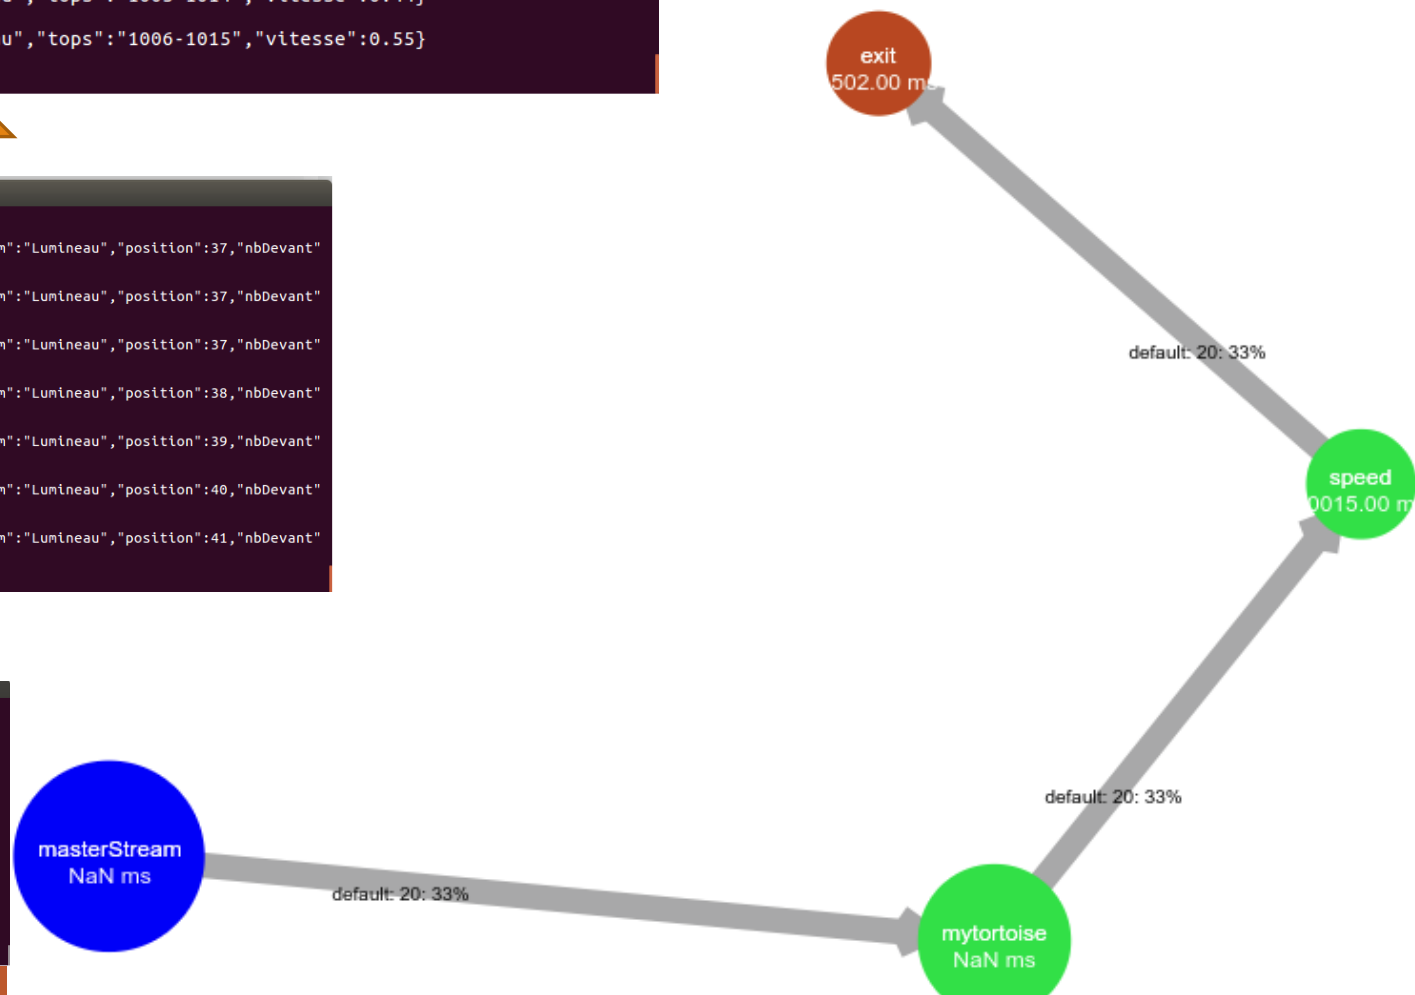 u","tops":"1006-1015","vitesse":0.55}
m":"Lumineau","position":37,"nbDevant"
m":"Lumineau","position":37,"nbDevant"
m":"Lumineau","position":37,"nbDevant"
m":"Lumineau","position":38,"nbDevant"
m":"Lumineau","position":39,"nbDevant"
m":"Lumineau","position":40,"nbDevant"
m":"Lumineau","position":41,"nbDevant"
exit
502.00 ms
default: 20: 33%
speed
0015.00 m
default: 20: 33%
masterStream
NaN ms
default: 20: 33%
mytortoise
NaN ms